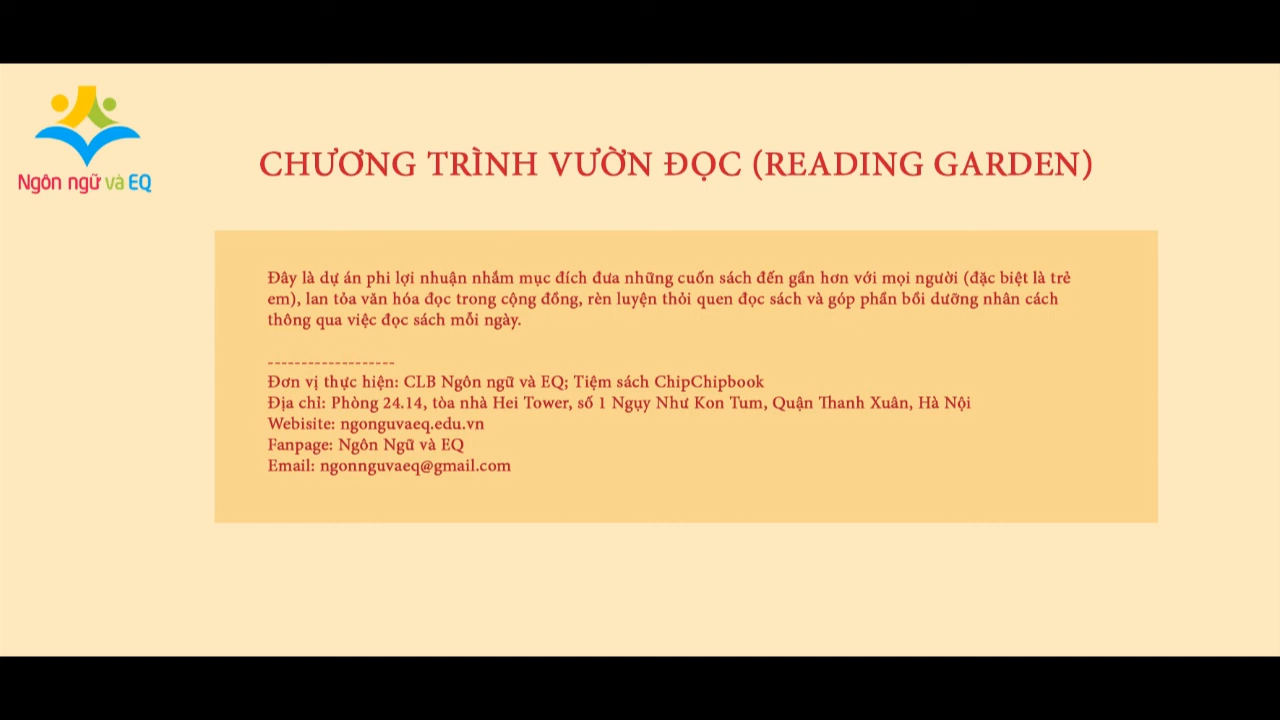 Ngôn ngữ và EQ
CHƯƠNG TRÌNH VƯỜN ĐỌC (READING GARDEN)
Đây là dự án phi lợi nhuận nhắm mục đích đưa những cuốn sách đến gần hơn với mọi người (đặc biệt là trẻ
em), lan tỏa văn hóa đọc trong cộng đồng, rèn luyện thỏi quen đọc sách và góp phần bồi dưỡng nhân cách
thông qua việc đọc sách mỗi ngày.
-------------------
Đơn vị thực hiện: CLB Ngôn ngữ và EQ; Tiệm sách ChipChipbook
Địa chỉ: Phòng 24.14, tòa nhà Hei Tower, số 1 Ngụy Như Kon Tum, Quận Thanh Xuân, Hà Nội
Webisite: ngonguvaeq.edu.vn
Fanpage: Ngôn Ngữ và EQ
Email: ngonnguvaeq@gmail.com